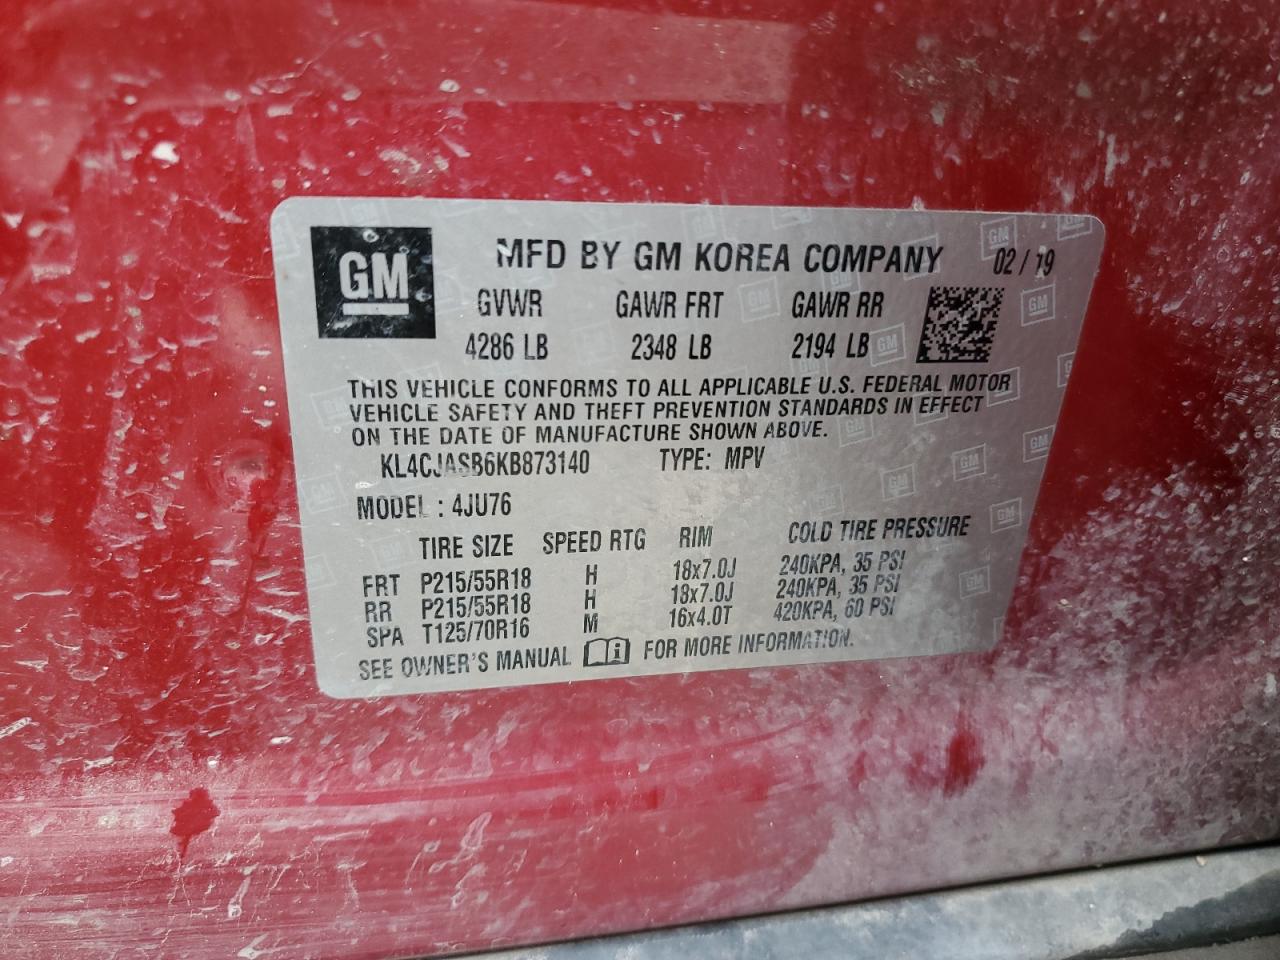 GM
MFD BY GM KOREA COMPANY 02/19
GVWR GAWR FRT GAWR RR
4286 LB 2348 LB 2194 LB
THIS VEHICLE CONFORMS TO ALL APPLICABLE U.S. FEDERAL MOTOR
VEHICLE SAFETY AND THEFT PREVENTION STANDARDS IN EFFECT
ON THE DATE OF MANUFACTURE SHOWN ABOVE.
KL4CJASB6KB873140 TYPE: MPV
MODEL : 4JU76
TIRE SIZE SPEED RTG RIM COLD TIRE PRESSURE
FRT P215/55R18 H 18x7.0J 240KPA, 35 PSI
RR P215/55R18 H 18x7.0J 240KPA, 35 PSI
SPA T125/70R16 M 16x4.0T 420KPA, 60 PSI
SEE OWNER'S MANUAL FOR MORE INFORMATION.